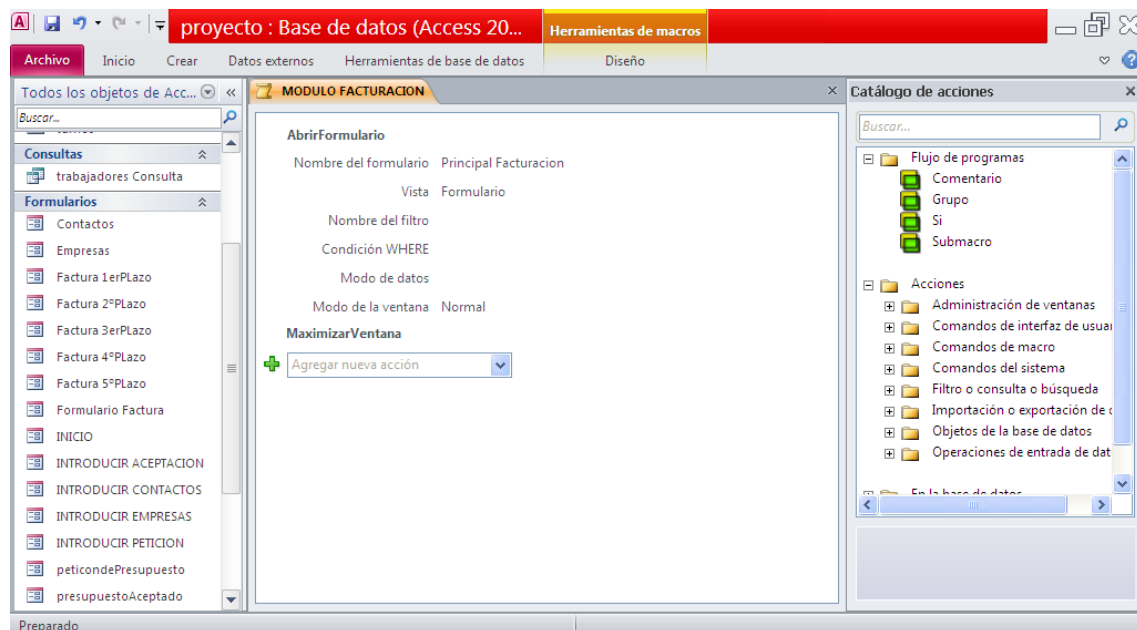 proyecto : Base de datos (Access 20...
Herramientas de macros
Archivo Inicio Crear Datos externos Herramientas de base de datos Diseño
Todos los objetos de Acc...
Buscar...
Consultas
trabajadores Consulta
Formularios
Contactos
Empresas
Factura 1erPLazo
Factura 2ºPLazo
Factura 3erPLazo
Factura 4ºPLazo
Factura 5ºPLazo
Formulario Factura
INICIO
INTRODUCIR ACEPTACION
INTRODUCIR CONTACTOS
INTRODUCIR EMPRESAS
INTRODUCIR PETICION
peticondePresupuesto
presupuestoAceptado
MODULO FACTURACION
AbrirFormulario
Nombre del formulario Principal Facturacion
Vista Formulario
Nombre del filtro
Condición WHERE
Modo de datos
Modo de la ventana Normal
MaximizarVentana
Agregar nueva acción
Catálogo de acciones
Buscar...
Flujo de programas
Comentario
Grupo
Si
Submacro
Acciones
Administración de ventanas
Comandos de interfaz de usuar
Comandos de macro
Comandos del sistema
Filtro o consulta o búsqueda
Importación o exportación de
Objetos de la base de datos
Operaciones de entrada de dat
En la base de datos
Preparado